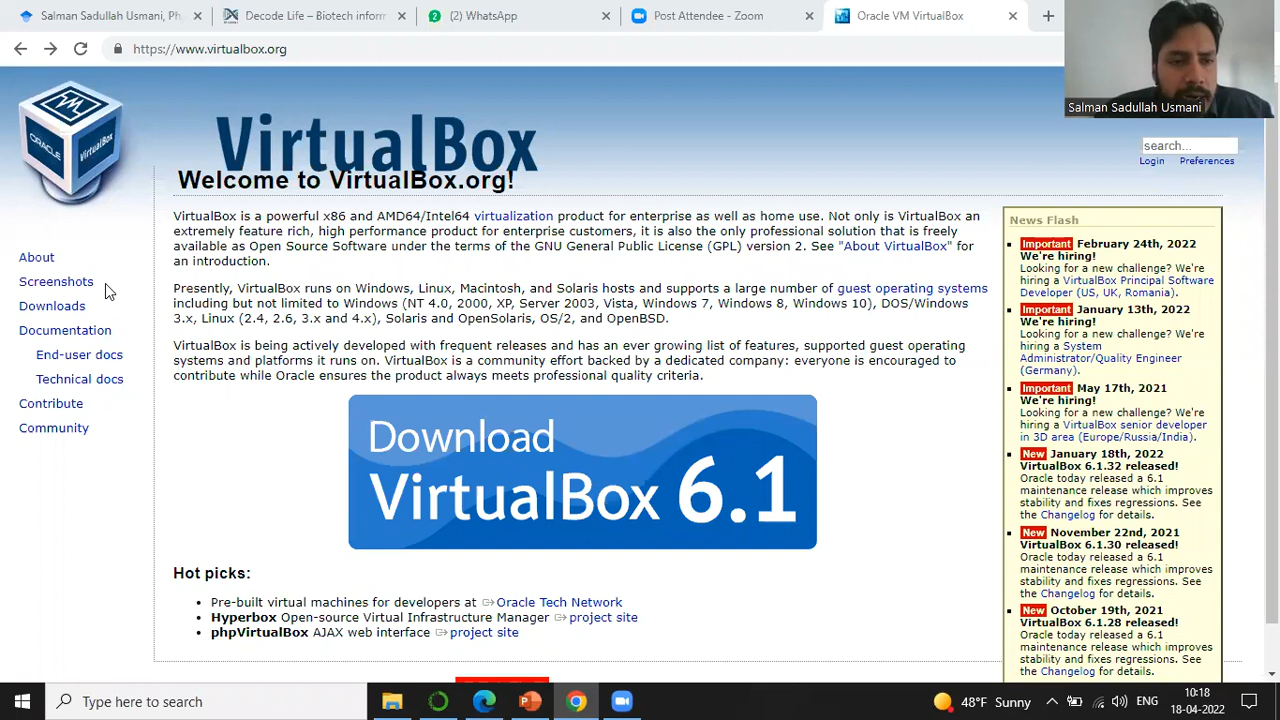 Salman Sadullah Usmani, Ph.
Decode Life – Biotech inform
(2) WhatsApp
Post Attendee - Zoom
Oracle VM VirtualBox
https://www.virtualbox.org
Salman Sadullah Usmani
ORACLE
VirtualBox
VirtualBox
search...
Login Preferences
Welcome to VirtualBox.org!
About
Screenshots
Downloads
Documentation
End-user docs
Technical docs
Contribute
Community
VirtualBox is a powerful x86 and AMD64/Intel64 virtualization product for enterprise as well as home use. Not only is VirtualBox an
extremely feature rich, high performance product for enterprise customers, it is also the only professional solution that is freely
available as Open Source Software under the terms of the GNU General Public License (GPL) version 2. See "About VirtualBox" for
an introduction.
Presently, VirtualBox runs on Windows, Linux, Macintosh, and Solaris hosts and supports a large number of guest operating systems
including but not limited to Windows (NT 4.0, 2000, XP, Server 2003, Vista, Windows 7, Windows 8, Windows 10), DOS/Windows
3.x, Linux (2.4, 2.6, 3.x and 4.x), Solaris and OpenSolaris, OS/2, and OpenBSD.
VirtualBox is being actively developed with frequent releases and has an ever growing list of features, supported guest operating
systems and platforms it runs on. VirtualBox is a community effort backed by a dedicated company: everyone is encouraged to
contribute while Oracle ensures the product always meets professional quality criteria.
Download
VirtualBox 6.1
Hot picks:
Pre-built virtual machines for developers at Oracle Tech Network
Hyperbox Open-source Virtual Infrastructure Manager project site
phpVirtualBox AJAX web interface project site
News Flash
Important February 24th, 2022
We're hiring!
Looking for a new challenge? We're
hiring a VirtualBox Principal Software
Developer (US, UK, Romania).
Important January 13th, 2022
We're hiring!
Looking for a new challenge? We're
hiring a System
Administrator/Quality Engineer
(Germany).
Important May 17th, 2021
We're hiring!
Looking for a new challenge? We're
hiring a VirtualBox senior developer
in 3D area (Europe/Russia/India).
New January 18th, 2022
VirtualBox 6.1.32 released!
Oracle today released a 6.1
maintenance release which improves
stability and fixes regressions. See
the Changelog for details.
New November 22nd, 2021
VirtualBox 6.1.30 released!
Oracle today released a 6.1
maintenance release which improves
stability and fixes regressions. See
the Changelog for details.
New October 19th, 2021
VirtualBox 6.1.28 released!
Oracle today released a 6.1
maintenance release which improves
stability and fixes regressions. See
the Changelog for details.
Type here to search
48°F Sunny
ENG
10:18
18-04-2022